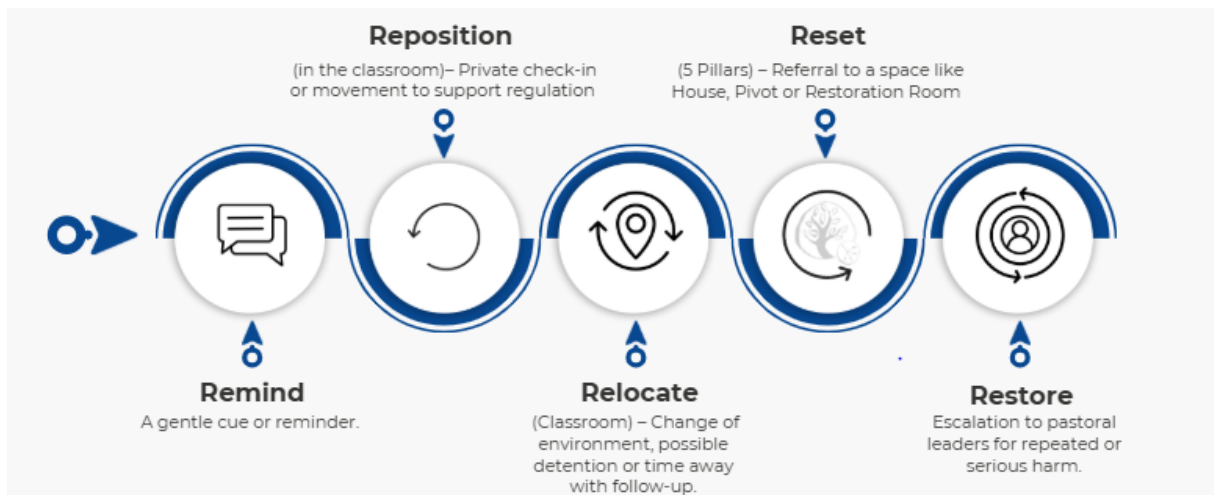 Reposition
(in the classroom)– Private check-in
or movement to support regulation
Reset
(5 Pillars) – Referral to a space like
House, Pivot or Restoration Room
Remind
A gentle cue or reminder.
Relocate
(Classroom) – Change of
environment, possible
detention or time away
with follow-up.
Restore
Escalation to pastoral
leaders for repeated or
serious harm.